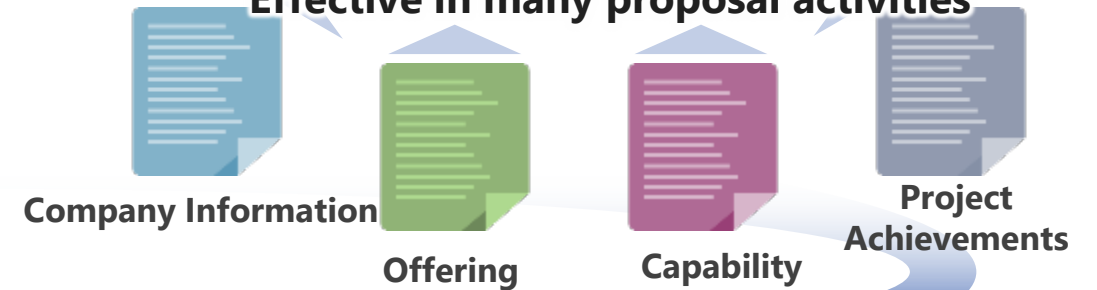 Effective in many proposal activities
Company Information
Offering
Capability
Project
Achievements